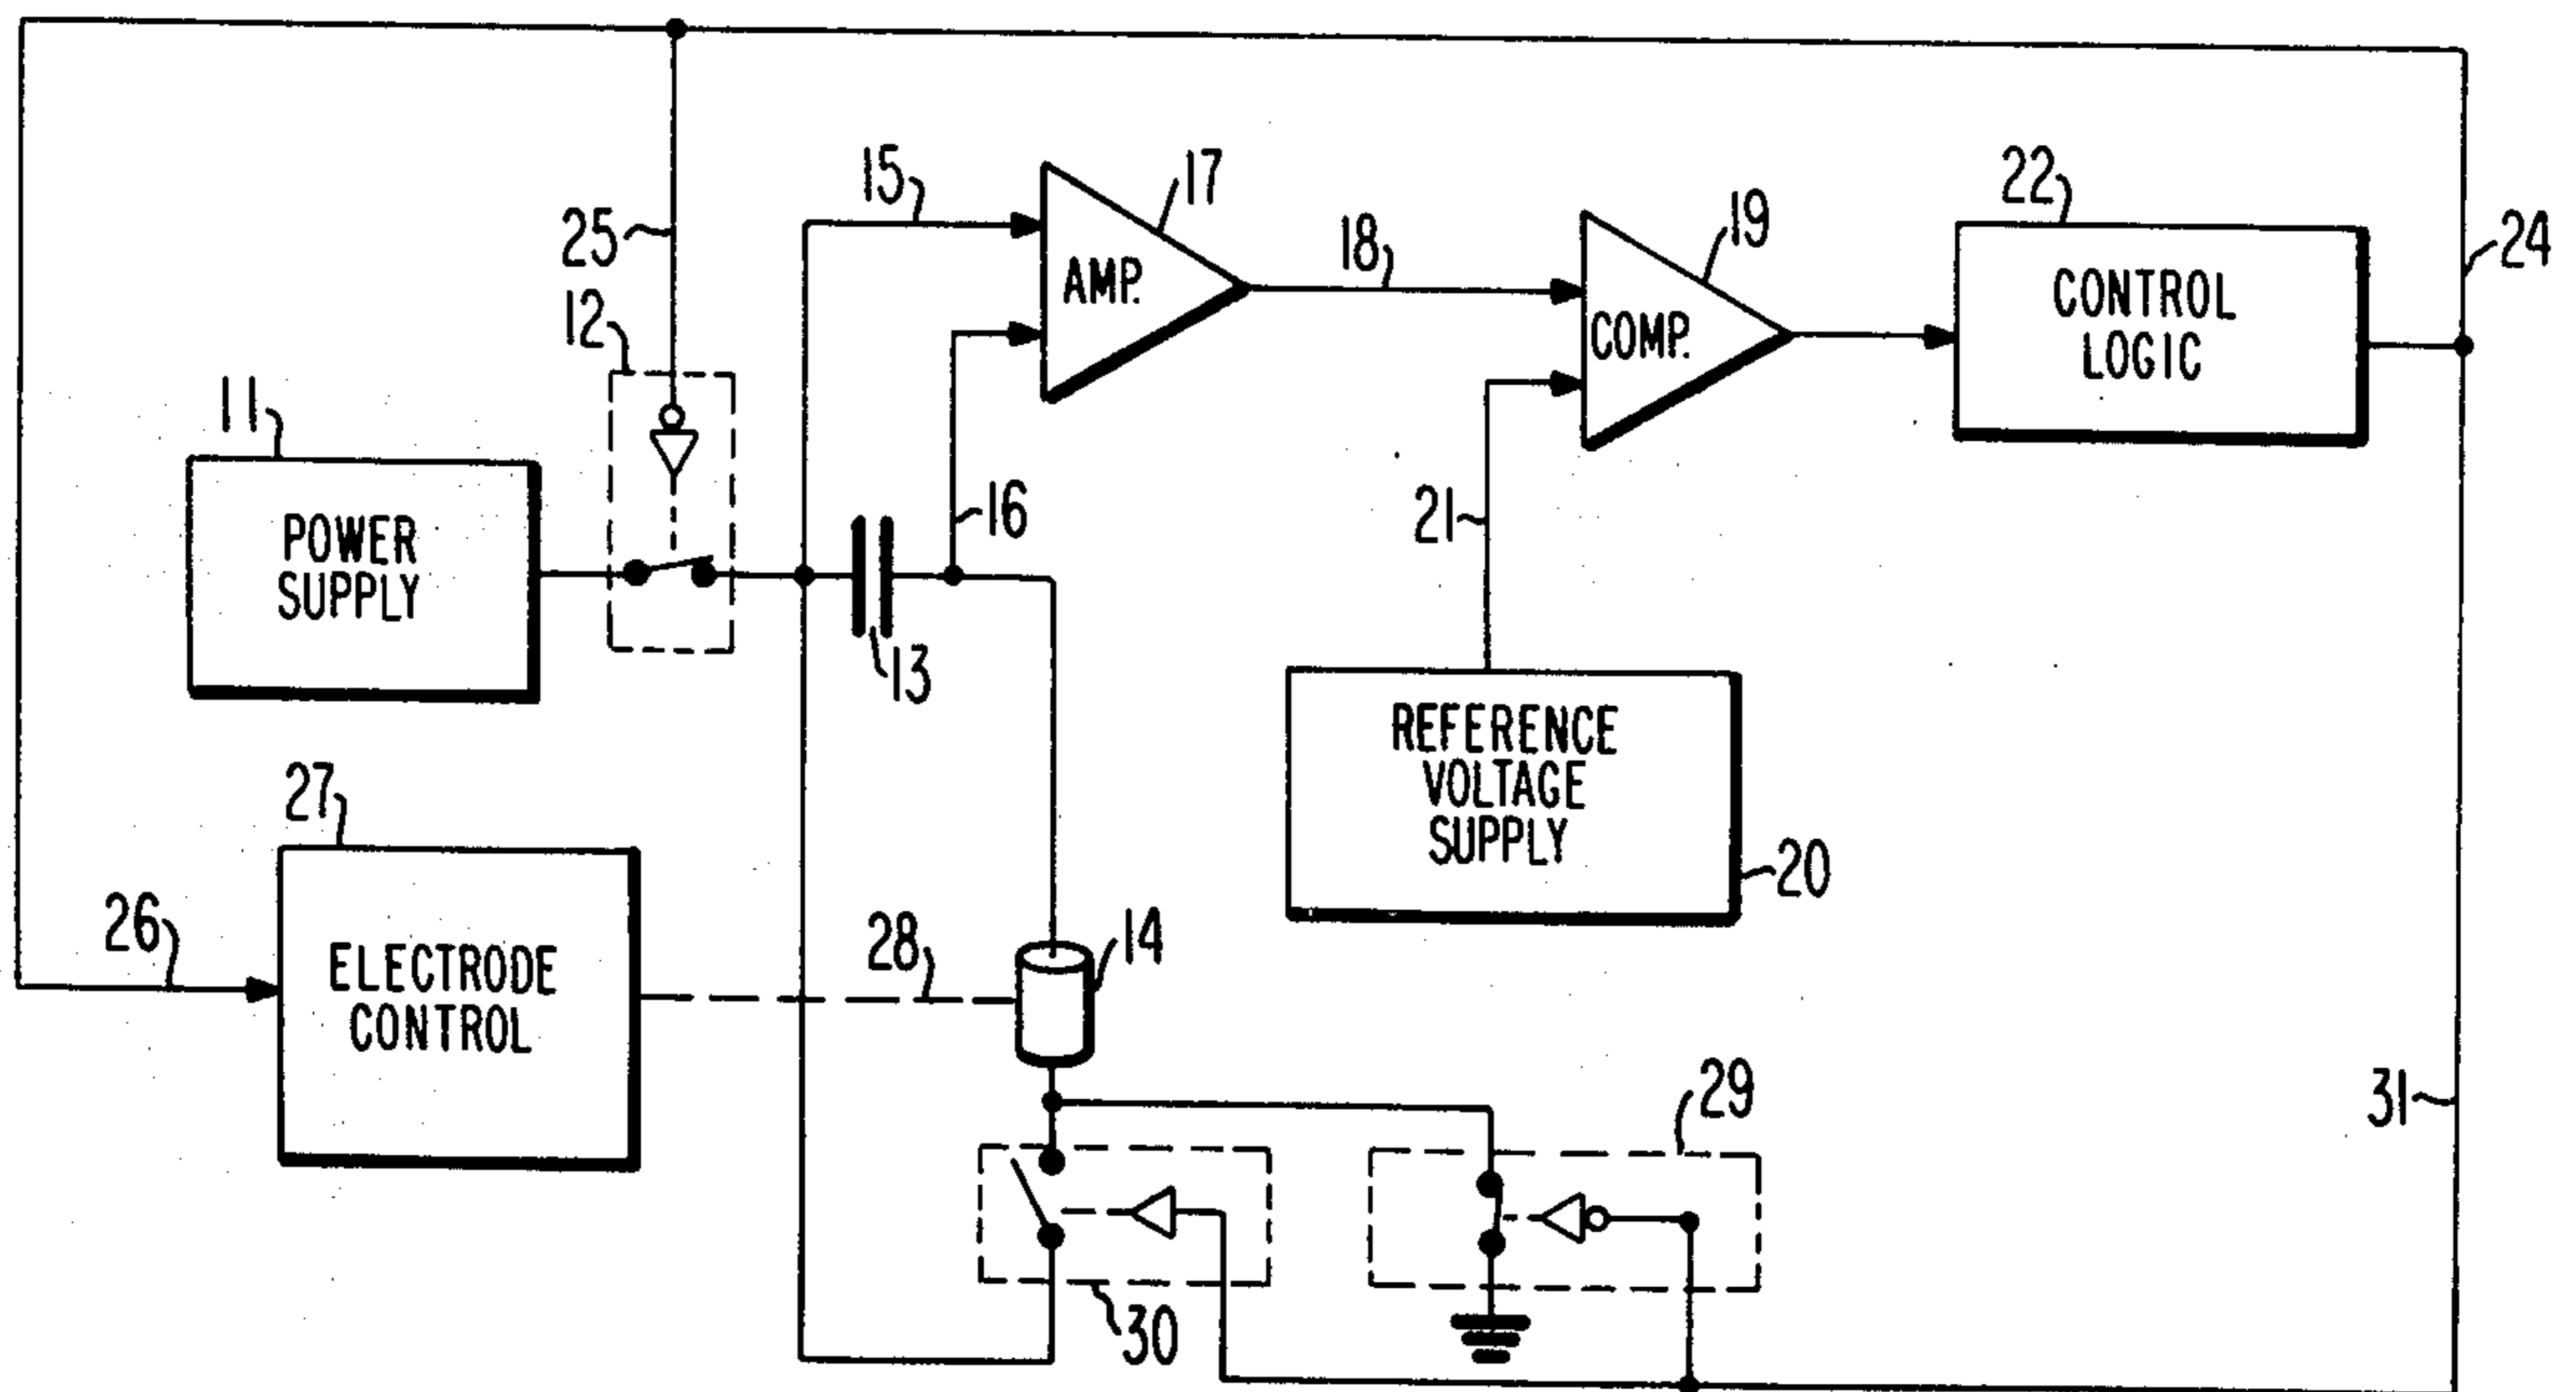 15
17
22
25
AMP.
18
19
24
12
COMP.
CONTROL
LOGIC
11
POWER
SUPPLY
16
21
13
REFERENCE
VOLTAGE
SUPPLY
20
27
26
ELECTRODE
CONTROL
28
14
29
31
30